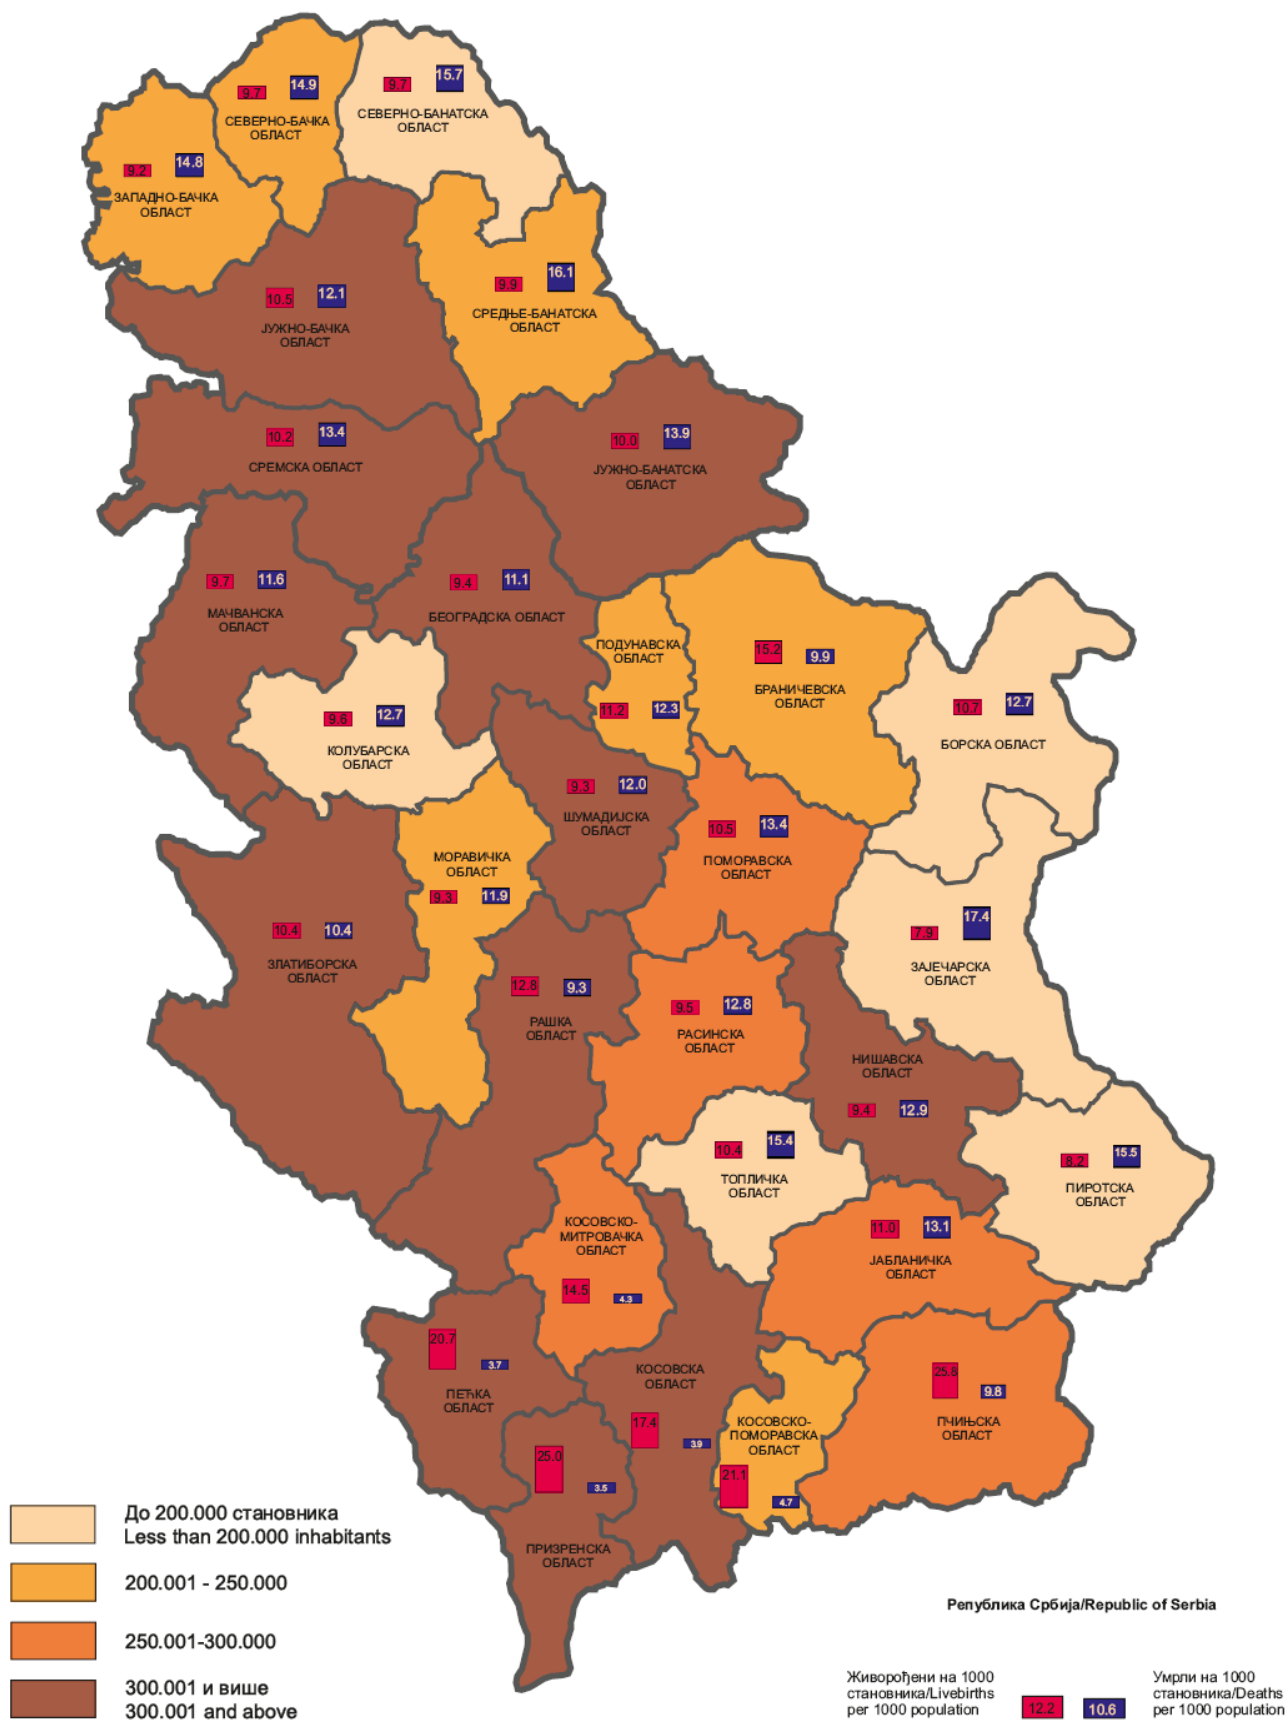 9.7
14.9
СЕВЕРНО-БАЧКА
ОБЛАСТ
9.7
15.7
СЕВЕРНО-БАНАТСКА
ОБЛАСТ
9.2
14.8
ЗАПАДНО-БАЧКА
ОБЛАСТ
10.5
12.1
ЈУЖНО-БАЧКА
ОБЛАСТ
9.9
16.1
СРЕДЊЕ-БАНАТСКА
ОБЛАСТ
10.2
13.4
СРЕМСКА ОБЛАСТ
10.0
13.9
ЈУЖНО-БАНАТСКА
ОБЛАСТ
9.7
11.6
МАЧВАНСКА
ОБЛАСТ
9.4
11.1
БЕОГРАДСКА ОБЛАСТ
ПОДУНАВСКА
ОБЛАСТ
11.2
12.3
15.2
9.9
БРАНИЧЕВСКА
ОБЛАСТ
10.7
12.7
БОРСКА ОБЛАСТ
9.6
12.7
КОЛУБАРСКА
ОБЛАСТ
9.3
12.0
ШУМАДИЈСКА
ОБЛАСТ
10.5
13.4
ПОМОРАВСКА
ОБЛАСТ
МОРАВИЧКА
ОБЛАСТ
9.3
11.9
10.4
10.4
ЗЛАТИБОРСКА
ОБЛАСТ
7.9
17.4
ЗАЈЕЧАРСКА
ОБЛАСТ
12.8
9.3
РАШКА
ОБЛАСТ
9.5
12.8
РАСИНСКА
ОБЛАСТ
НИШАВСКА
ОБЛАСТ
9.4
12.9
10.4
15.4
ТОПЛИЧКА
ОБЛАСТ
8.2
15.5
ПИРОТСКА
ОБЛАСТ
КОСОВСКО-
МИТРОВАЧКА
ОБЛАСТ
14.5
4.3
11.0
13.1
ЈАБЛАНИЧКА
ОБЛАСТ
20.7
3.7
ПЕЋКА
ОБЛАСТ
КОСОВСКА
ОБЛАСТ
17.4
3.9
25.8
9.8
ПЧИЊСКА
ОБЛАСТ
КОСОВСКО-
ПОМОРАВСКА
ОБЛАСТ
21.1
4.7
25.0
3.5
ПРИЗРЕНСКА
ОБЛАСТ
До 200.000 становника
Less than 200.000 inhabitants
200.001 - 250.000
250.001-300.000
300.001 и више
300.001 and above
Република Србија/Republic of Serbia
Живорођени на 1000
становника/Livebirths
per 1000 population
12.2
10.6
Умрли на 1000
становника/Deaths
per 1000 population